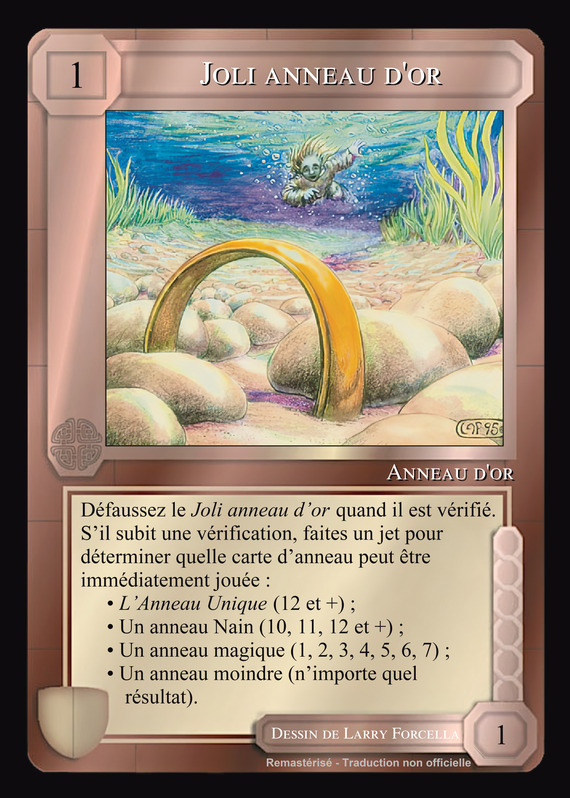 1
JOLI ANNEAU D'OR
ANNEAU D'OR
Défaussez le Joli anneau d'or quand il est vérifié.
S'il subit une vérification, faites un jet pour
déterminer quelle carte d'anneau peut être
immédiatement jouée :
• L'Anneau Unique (12 et +) ;
• Un anneau Nain (10, 11, 12 et +) ;
• Un anneau magique (1, 2, 3, 4, 5, 6, 7) ;
• Un anneau moindre (n'importe quel
résultat).
DESSIN DE LARRY FORCELLA
1
Remastérisé - Traduction non officielle